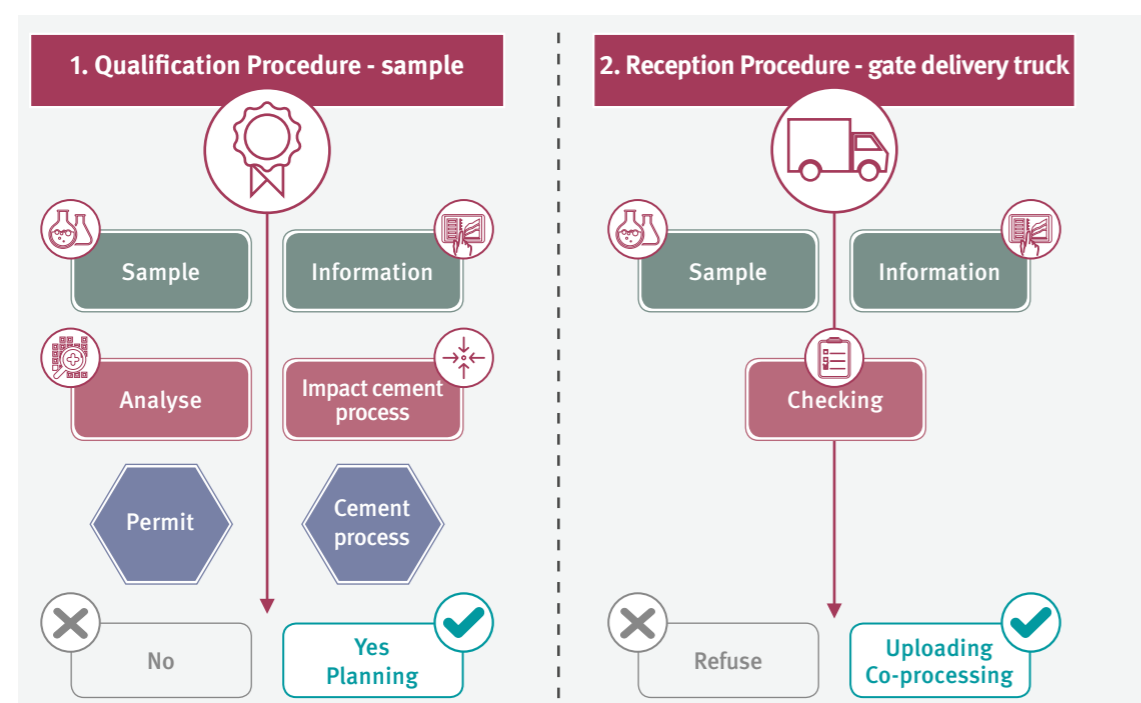 1. Qualification Procedure - sample
Sample
Information
Analyse
Impact cement
process
Permit
Cement
process
No
Yes
Planning
2. Reception Procedure - gate delivery truck
Sample
Information
Checking
Refuse
Uploading
Co-processing